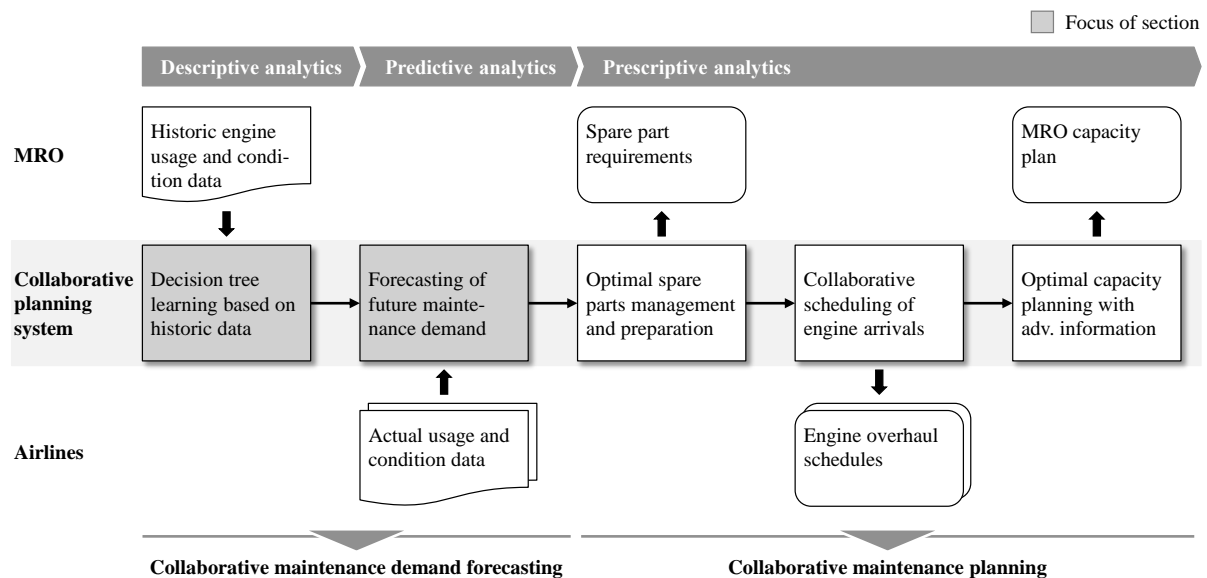 Focus of section
Descriptive analytics
Predictive analytics
Prescriptive analytics
MRO
Historic engine
usage and condi-
tion data
Spare part
requirements
MRO capacity
plan
Collaborative
planning
system
Decision tree
learning based on
historic data
Forecasting of
future mainte-
nance demand
Optimal spare
parts management
and preparation
Collaborative
scheduling of
engine arrivals
Optimal capacity
planning with
adv. information
Airlines
Actual usage and
condition data
Engine overhaul
schedules
Collaborative maintenance demand forecasting
Collaborative maintenance planning